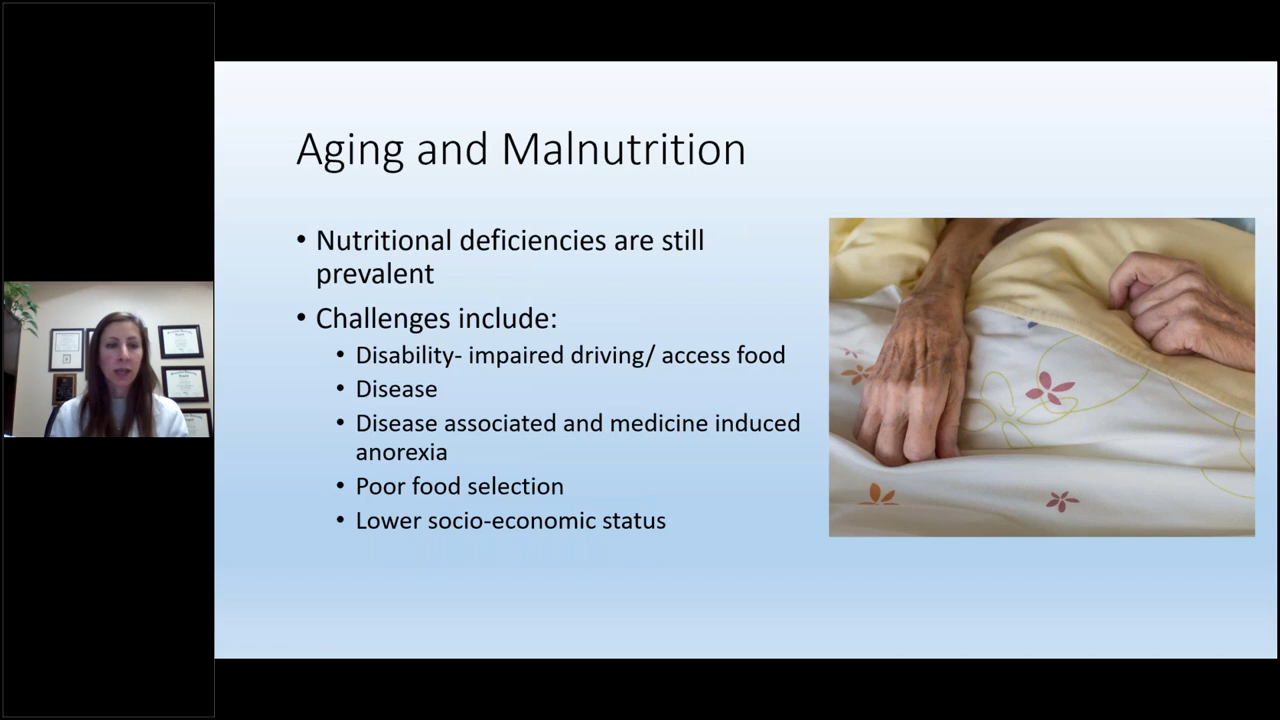 Aging and Malnutrition
• Nutritional deficiencies are still
prevalent
• Challenges include:
• Disability- impaired driving/ access food
• Disease
• Disease associated and medicine induced
anorexia
• Poor food selection
• Lower socio-economic status